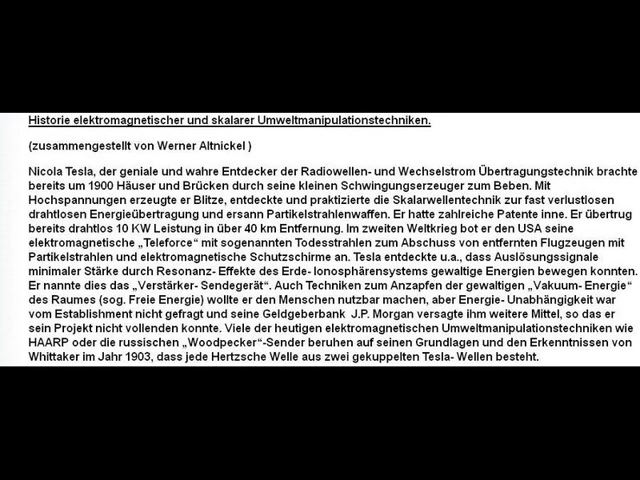 Historie elektromagnetischer und skalarer Umweltmanipulationstechniken.
(zusammengestellt von Werner Altnickel )
Nicola Tesla, der geniale und wahre Entdecker der Radiowellen- und Wechselstrom Übertragungstechnik brachte
bereits um 1900 Häuser und Brücken durch seine kleinen Schwingungserzeuger zum Beben. Mit
Hochspannungen erzeugte er Blitze, entdeckte und praktizierte die Skalarwellentechnik zur fast verlustlosen
drahtlosen Energieübertragung und ersann Partikelstrahlenwaffen. Er hatte zahlreiche Patente inne. Er übertrug
bereits drahtlos 10 KW Leistung in über 40 km Entfernung. Im zweiten Weltkrieg bot er den USA seine
elektromagnetische „Teleforce“ mit sogenannten Todesstrahlen zum Abschuss von entfernten Flugzeugen mit
Partikelstrahlen und elektromagnetische Schutzschirme an. Tesla entdeckte u.a., dass Auslösungssignale
minimaler Stärke durch Resonanz- Effekte des Erde- Ionosphärensystems gewaltige Energien bewegen konnten.
Er nannte dies das „Verstärker- Sendegerät“. Auch Techniken zum Anzapfen der gewaltigen „Vakuum- Energie“
des Raumes (sog. Freie Energie) wollte er den Menschen nutzbar machen, aber Energie- Unabhängigkeit war
vom Establishment nicht gefragt und seine Geldgeberbank J.P. Morgan versagte ihm weitere Mittel, so das er
sein Projekt nicht vollenden konnte. Viele der heutigen elektromagnetischen Umweltmanipulationstechniken wie
HAARP oder die russischen „Woodpecker“-Sender beruhen auf seinen Grundlagen und den Erkenntnissen von
Whittaker im Jahr 1903, dass jede Hertzsche Welle aus zwei gekuppelten Tesla- Wellen besteht.